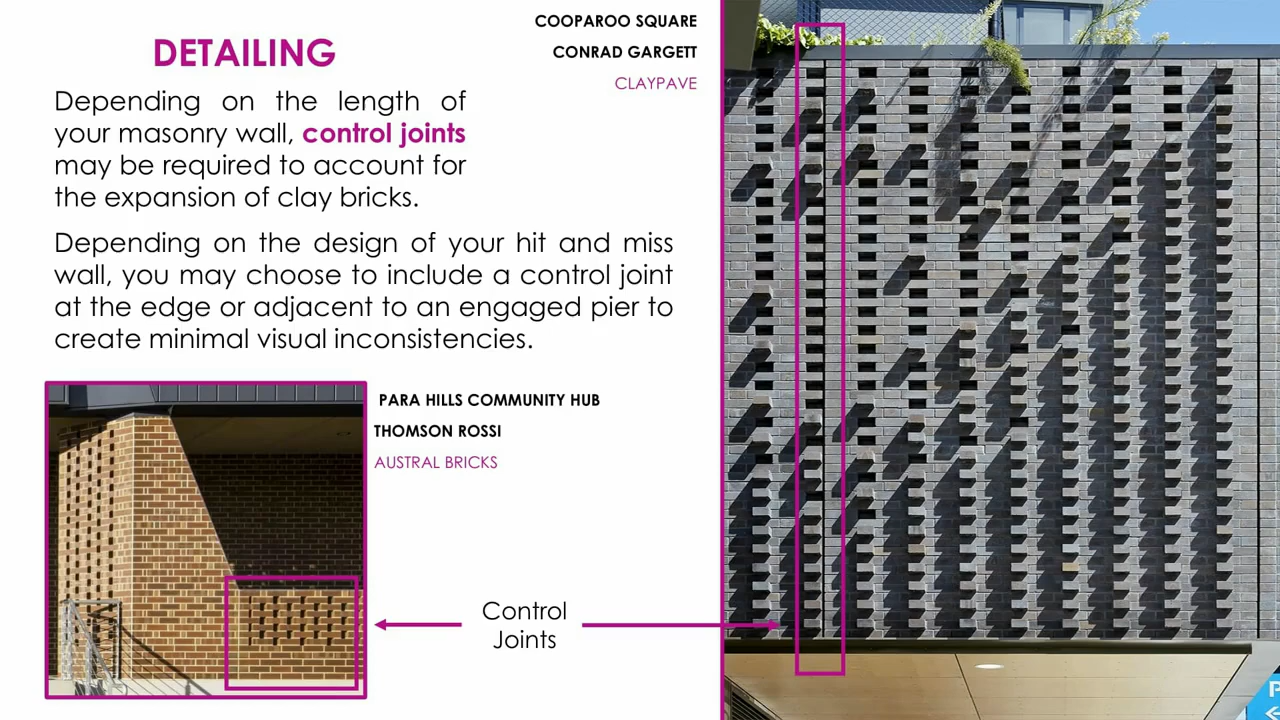 DETAILING
COOPAROO SQUARE
CONRAD GARGETT
CLAYPAVE
Depending on the length of
your masonry wall, control joints
may be required to account for
the expansion of clay bricks.
Depending on the design of your hit and miss
wall, you may choose to include a control joint
at the edge or adjacent to an engaged pier to
create minimal visual inconsistencies.
PARA HILLS COMMUNITY HUB
THOMSON ROSSI
AUSTRAL BRICKS
Control
Joints
P